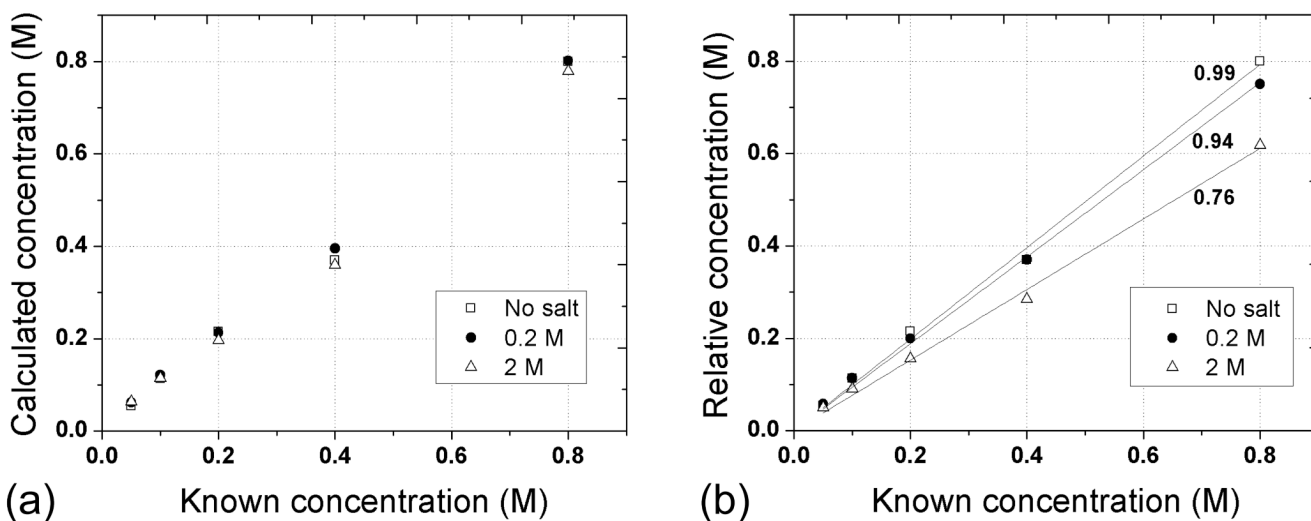 Calculated concentration (M)
0.8
0.6
0.4
0.2
0.0
No salt
0.2 M
2 M
0.0 0.2 0.4 0.6 0.8
(a) Known concentration (M)
Relative concentration (M)
0.8
0.6
0.4
0.2
0.0
0.99
0.94
0.76
No salt
0.2 M
2 M
0.0 0.2 0.4 0.6 0.8
(b) Known concentration (M)